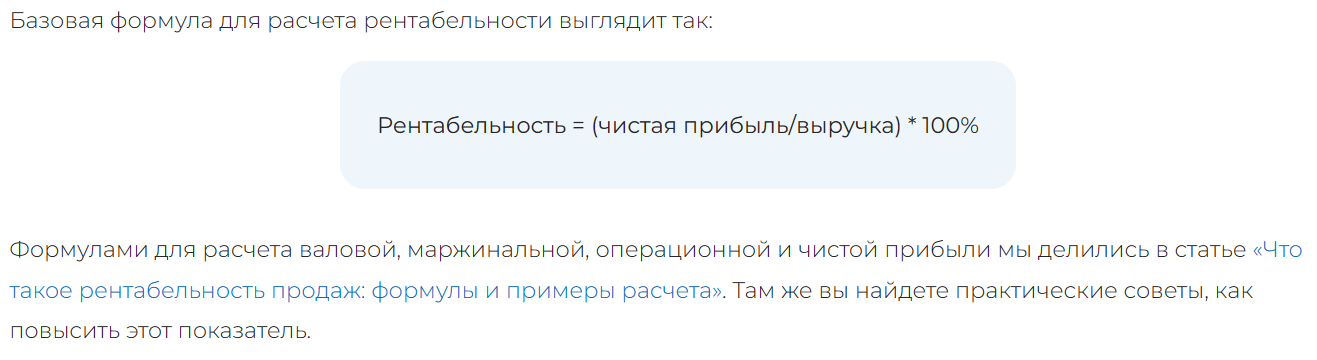 Базовая формула для расчета рентабельности выглядит так:
Рентабельность = (чистая прибыль/выручка) * 100%
Формулами для расчета валовой, маржинальной, операционной и чистой прибыли мы делились в статье «Что
такое рентабельность продаж: формулы и примеры расчета». Там же вы найдете практические советы, как
повысить этот показатель.